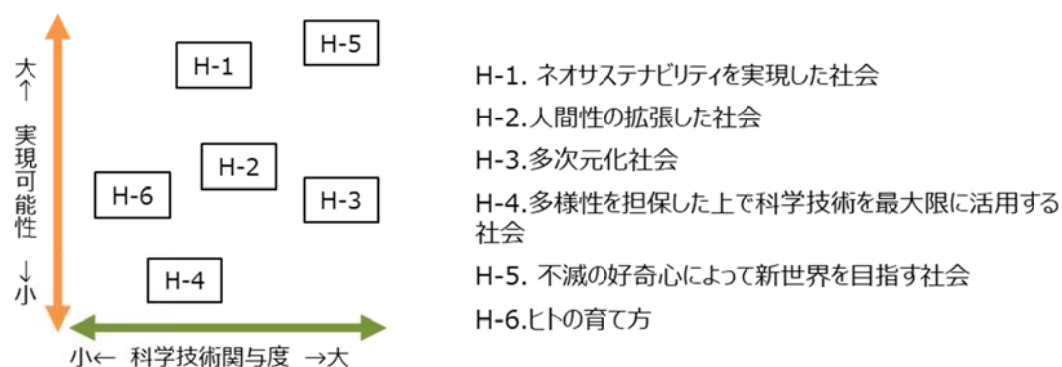 大↑ 実現可能性 ↓小
H-5
H-1
H-2
H-6
H-3
H-4
小← 科学技術関与度 →大
H-1. ネオサステナビリティを実現した社会
H-2.人間性の拡張した社会
H-3.多次元化社会
H-4.多様性を担保した上で科学技術を最大限に活用する
社会
H-5. 不滅の好奇心によって新世界を目指す社会
H-6.ヒトの育て方